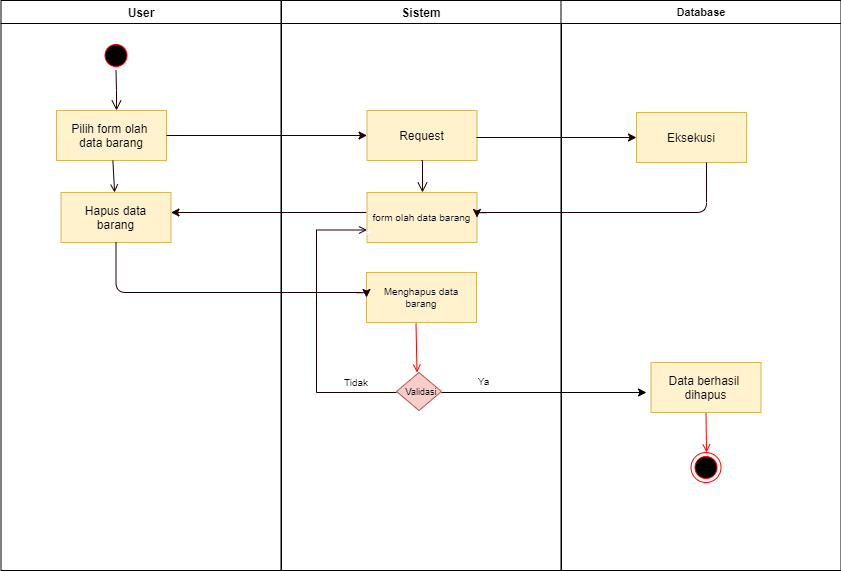 User
Sistem
Database
Pilih form olah
data barang
Request
Eksekusi
Hapus data
barang
form olah data barang
Menghapus data
barang
Tidak
Validasi
Ya
Data berhasil
dihapus